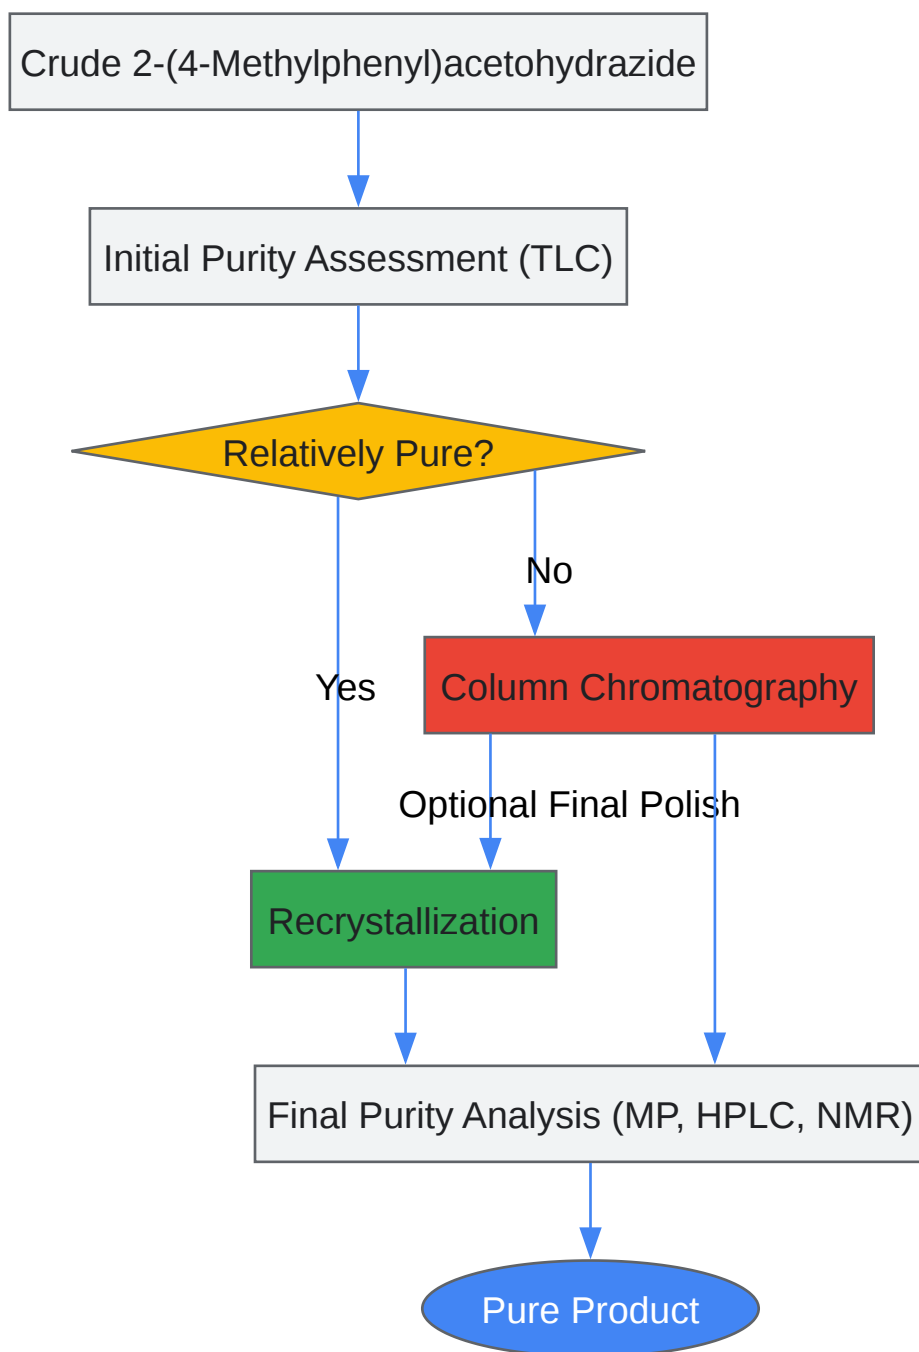 Crude 2-(4-Methylphenyl)acetohydrazide
Initial Purity Assessment (TLC)
Relatively Pure?
No
Yes
Column Chromatography
Optional Final Polish
Recrystallization
Final Purity Analysis (MP, HPLC, NMR)
Pure Product